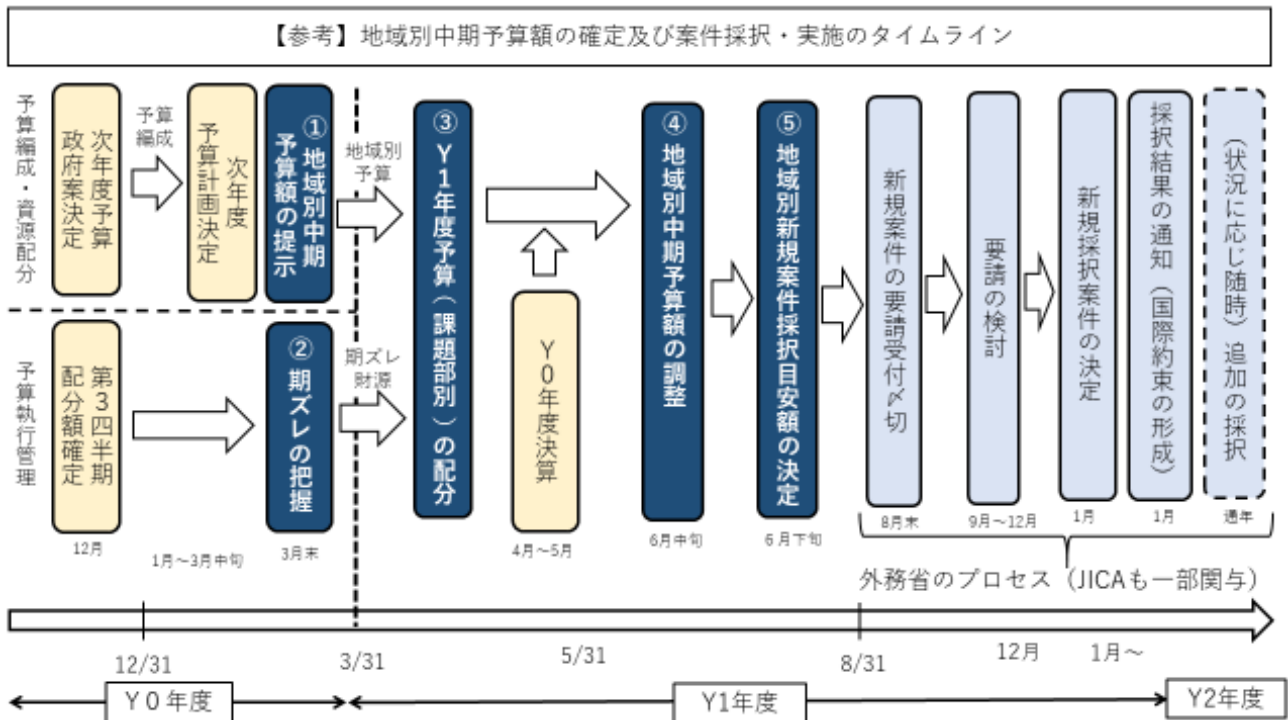 【参考】地域別中期予算額の確定及び案件採択・実施のタイムライン
予算編成・資源配分
次年度予算
政府案決定
予算
編成
次年度
予算計画決定
①地域別中期
予算額の提示
地域別
予算
③Y1年度予算(課題部別)の配分
④地域別中期予算額の調整
⑤地域別新規案件採択目安額の決定
新規案件の要請受付〆切
要請の検討
新規採択案件の決定
採択結果の通知(国際約束の形成)
(状況に応じ随時)追加の採択
予算執行管理
第3四半期
配分額確定
②期ズレの把握
期ズレ
財源
Y0年度決算
12月
1月~3月中旬
3月末
4月~5月
6月中旬
6月下旬
8月末
9月~12月
1月
1月
通年
外務省のプロセス(JICAも一部関与)
12/31
3/31
5/31
8/31
12月
1月~
Y0年度
Y1年度
Y2年度